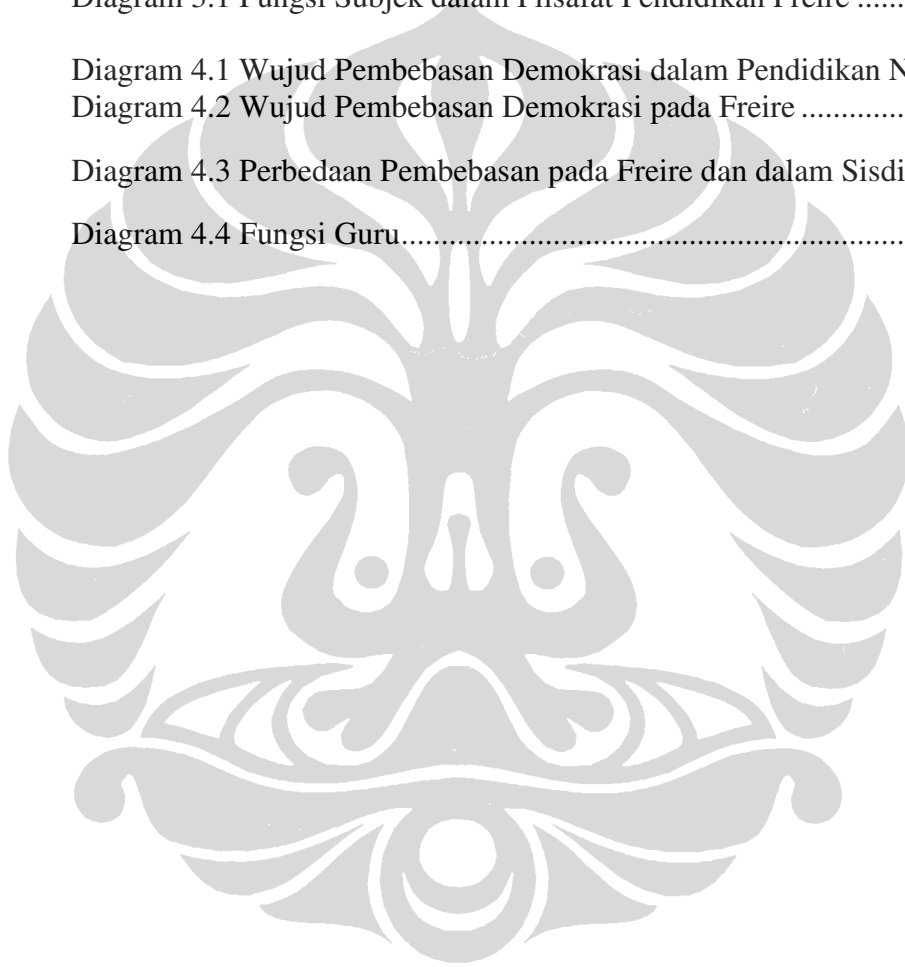 Diagram 3.1 Fungsi Subjek dalam Filsafat Pendidikan Freire ......
Diagram 4.1 Wujud Pembebasan Demokrasi dalam Pendidikan N
Diagram 4.2 Wujud Pembebasan Demokrasi pada Freire .............
Diagram 4.3 Perbedaan Pembebasan pada Freire dan dalam Sisdi
Diagram 4.4 Fungsi Guru...............................................................